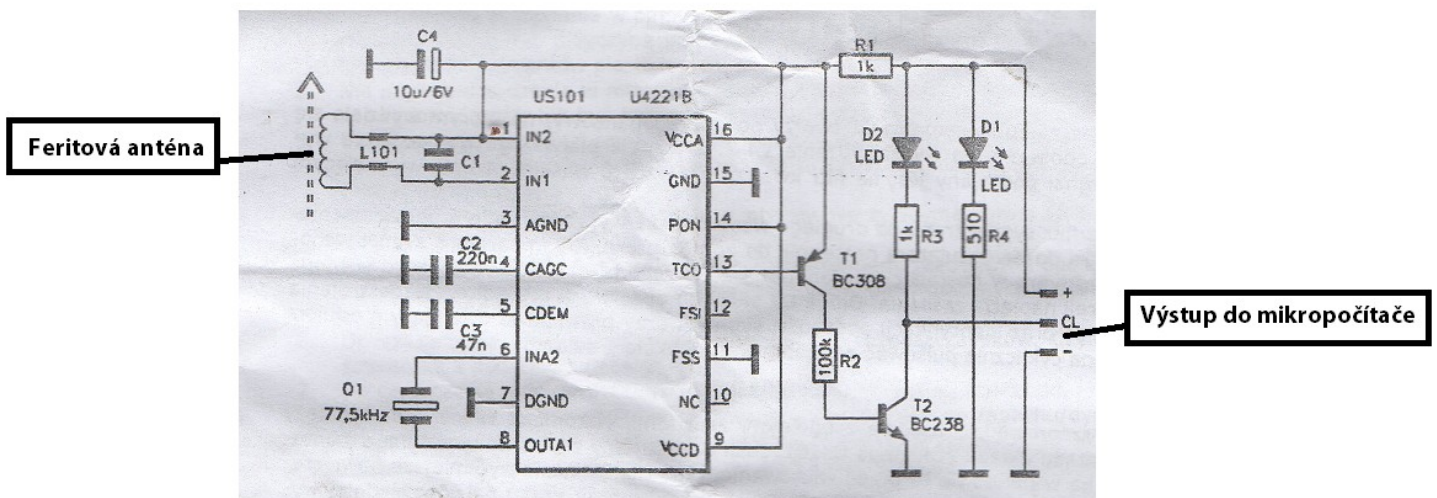 Feritová anténa
C4
10u/6V
R1
1k
US101 U4221B
L101
C1
1 IN2
2 IN1
3 AGND
C2
220n
4 CAGC
5 CDEM
C3
47n
6 INA2
Q1
77,5kHz
7 DGND
8 OUTA1
VCCA 16
GND 15
PON 14
TCO 13
FSI 12
FSS 11
NC 10
VCCD 9
T1
BC308
100k
R2
T2
BC238
D2
LED
D1
LED
1k
R3
510
R4
+
CL
-
Výstup do mikropočítače